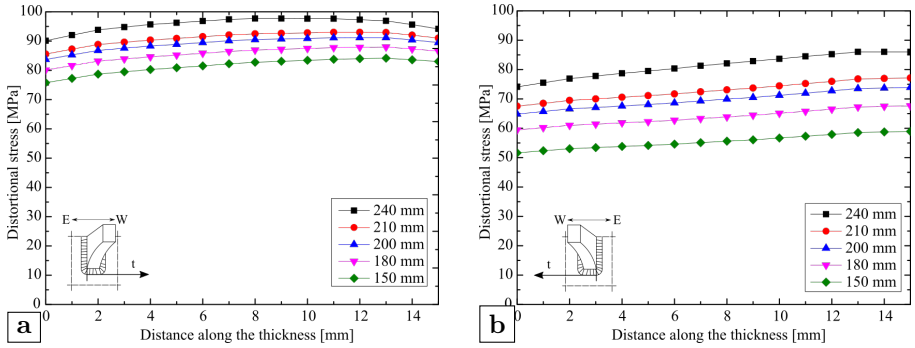 Distortional stress [MPa]
100
90
80
70
60
50
40
30
20
10
0
E W
t
240 mm
210 mm
200 mm
180 mm
150 mm
0 2 4 6 8 10 12 14
Distance along the thickness [mm]
a
Distortional stress [MPa]
100
90
80
70
60
50
40
30
20
10
0
W E
t
240 mm
210 mm
200 mm
180 mm
150 mm
0 2 4 6 8 10 12 14
Distance along the thickness [mm]
b